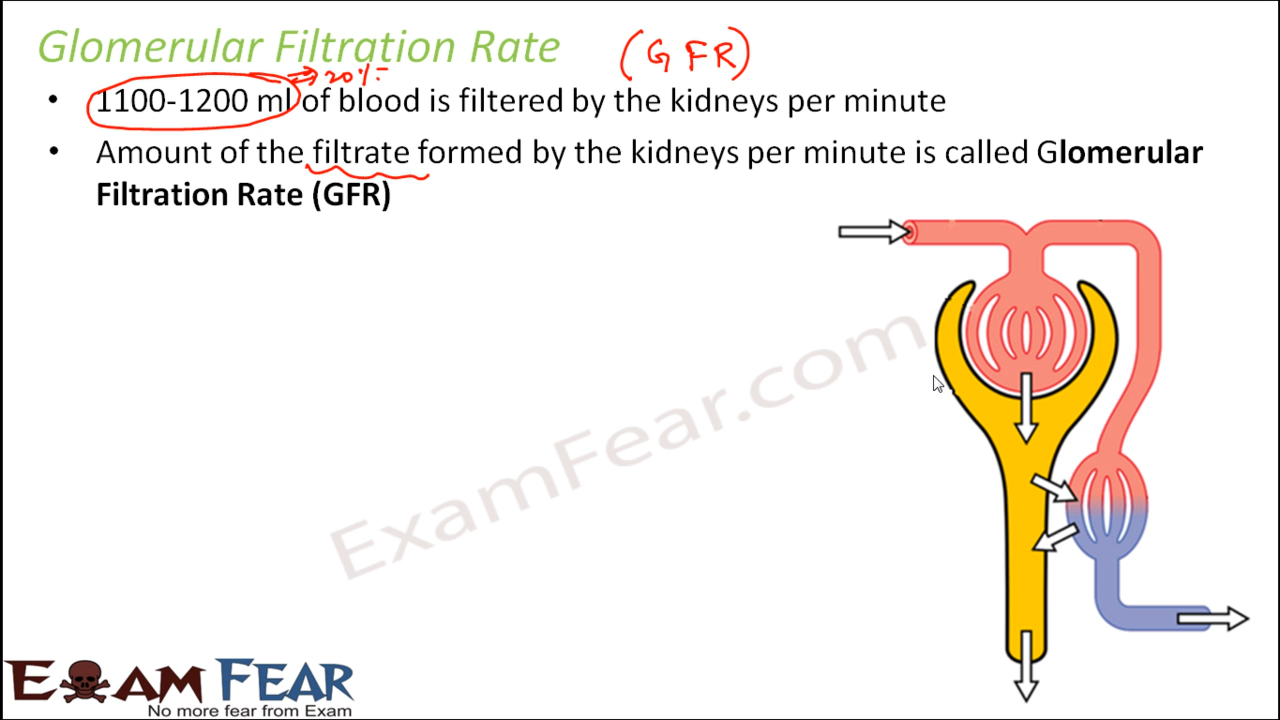 Glomerular Filtration Rate (GFR)
→20%
• 1100-1200 ml of blood is filtered by the kidneys per minute
• Amount of the filtrate formed by the kidneys per minute is called Glomerular
Filtration Rate (GFR)
ExamFear.com
EXAM FEAR
No more fear from Exam